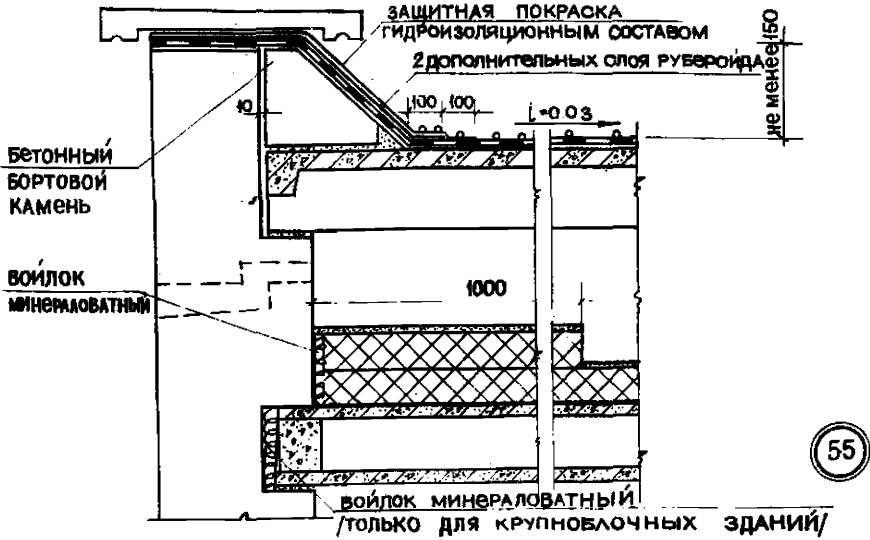 ЗАЩИТНАЯ ПОКРАСКА
ГИДРОИЗОЛЯЦИОННЫМ СОСТАВОМ
2 ДОПОЛНИТЕЛЬНЫХ СЛОЯ РУБЕРОИДА
не менее 150
100 100
i=0.03
10
БЕТОННЫЙ
БОРТОВОЙ
КАМЕНЬ
ВОЙЛОК
МИНЕРАЛОВАТНЫЙ
1000
55
ВОЙЛОК МИНЕРАЛОВАТНЫЙ
/ТОЛЬКО ДЛЯ КРУПНОБЛОЧНЫХ ЗДАНИЙ/